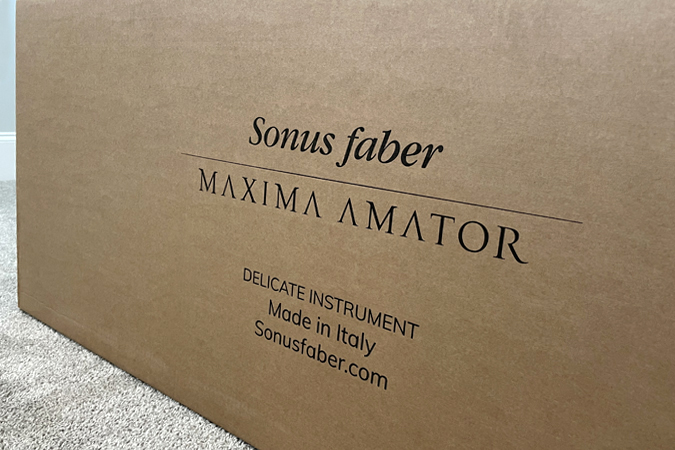 Sonus faber
MAXIMA AMATOR
DELICATE INSTRUMENT
Made in Italy
Sonusfaber.com